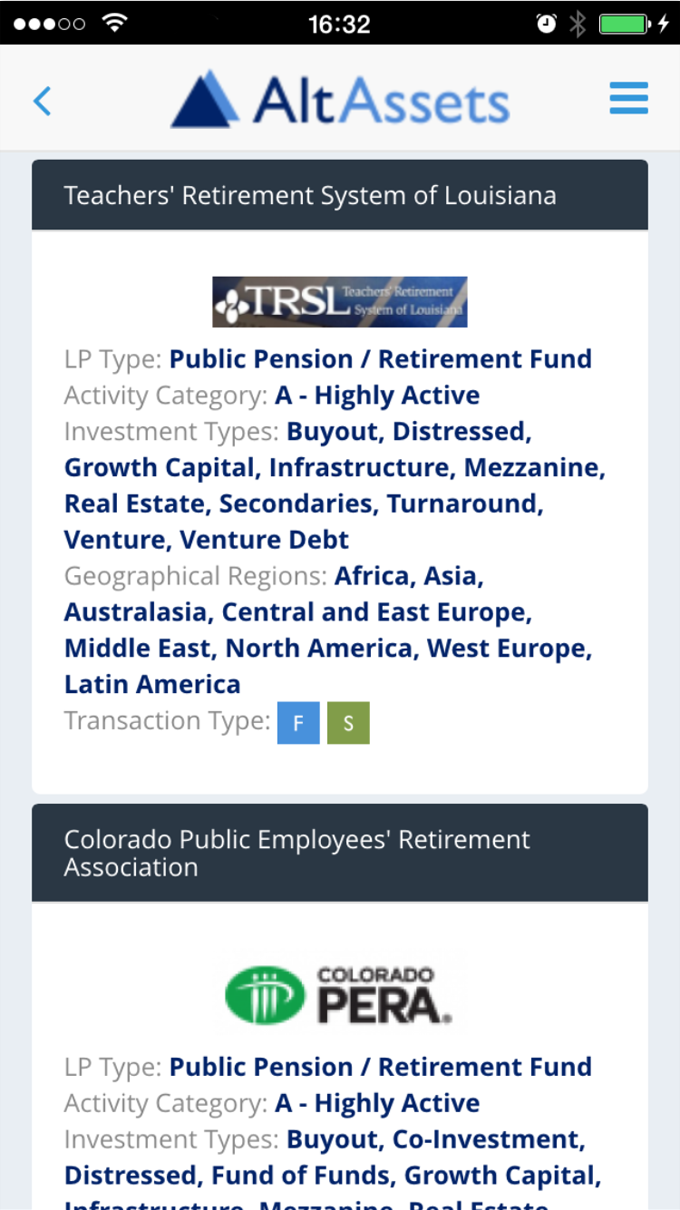 16:32
AltAssets
Teachers' Retirement System of Louisiana
TRSL Teachers' Retirement
System of Louisiana
LP Type: Public Pension / Retirement Fund
Activity Category: A - Highly Active
Investment Types: Buyout, Distressed,
Growth Capital, Infrastructure, Mezzanine,
Real Estate, Secondaries, Turnaround,
Venture, Venture Debt
Geographical Regions: Africa, Asia,
Australasia, Central and East Europe,
Middle East, North America, West Europe,
Latin America
Transaction Type: F S
Colorado Public Employees' Retirement
Association
COLORADO
PERA.
LP Type: Public Pension / Retirement Fund
Activity Category: A - Highly Active
Investment Types: Buyout, Co-Investment,
Distressed, Fund of Funds, Growth Capital,
Infrastructure, Mezzanine, Real Estate